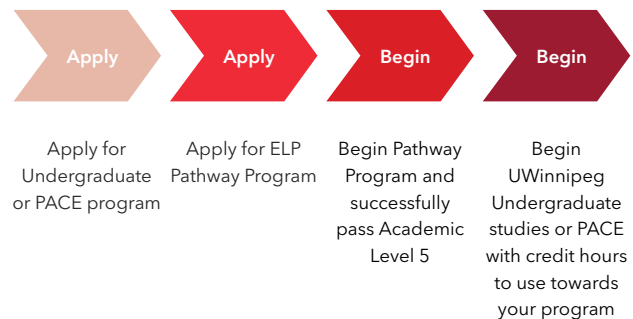 Apply
Apply
Begin
Begin
Apply for
Undergraduate
or PACE program
Apply for ELP
Pathway Program
Begin Pathway
Program and
successfully
pass Academic
Level 5
Begin
UWinnipeg
Undergraduate
studies or PACE
with credit hours
to use towards
your program